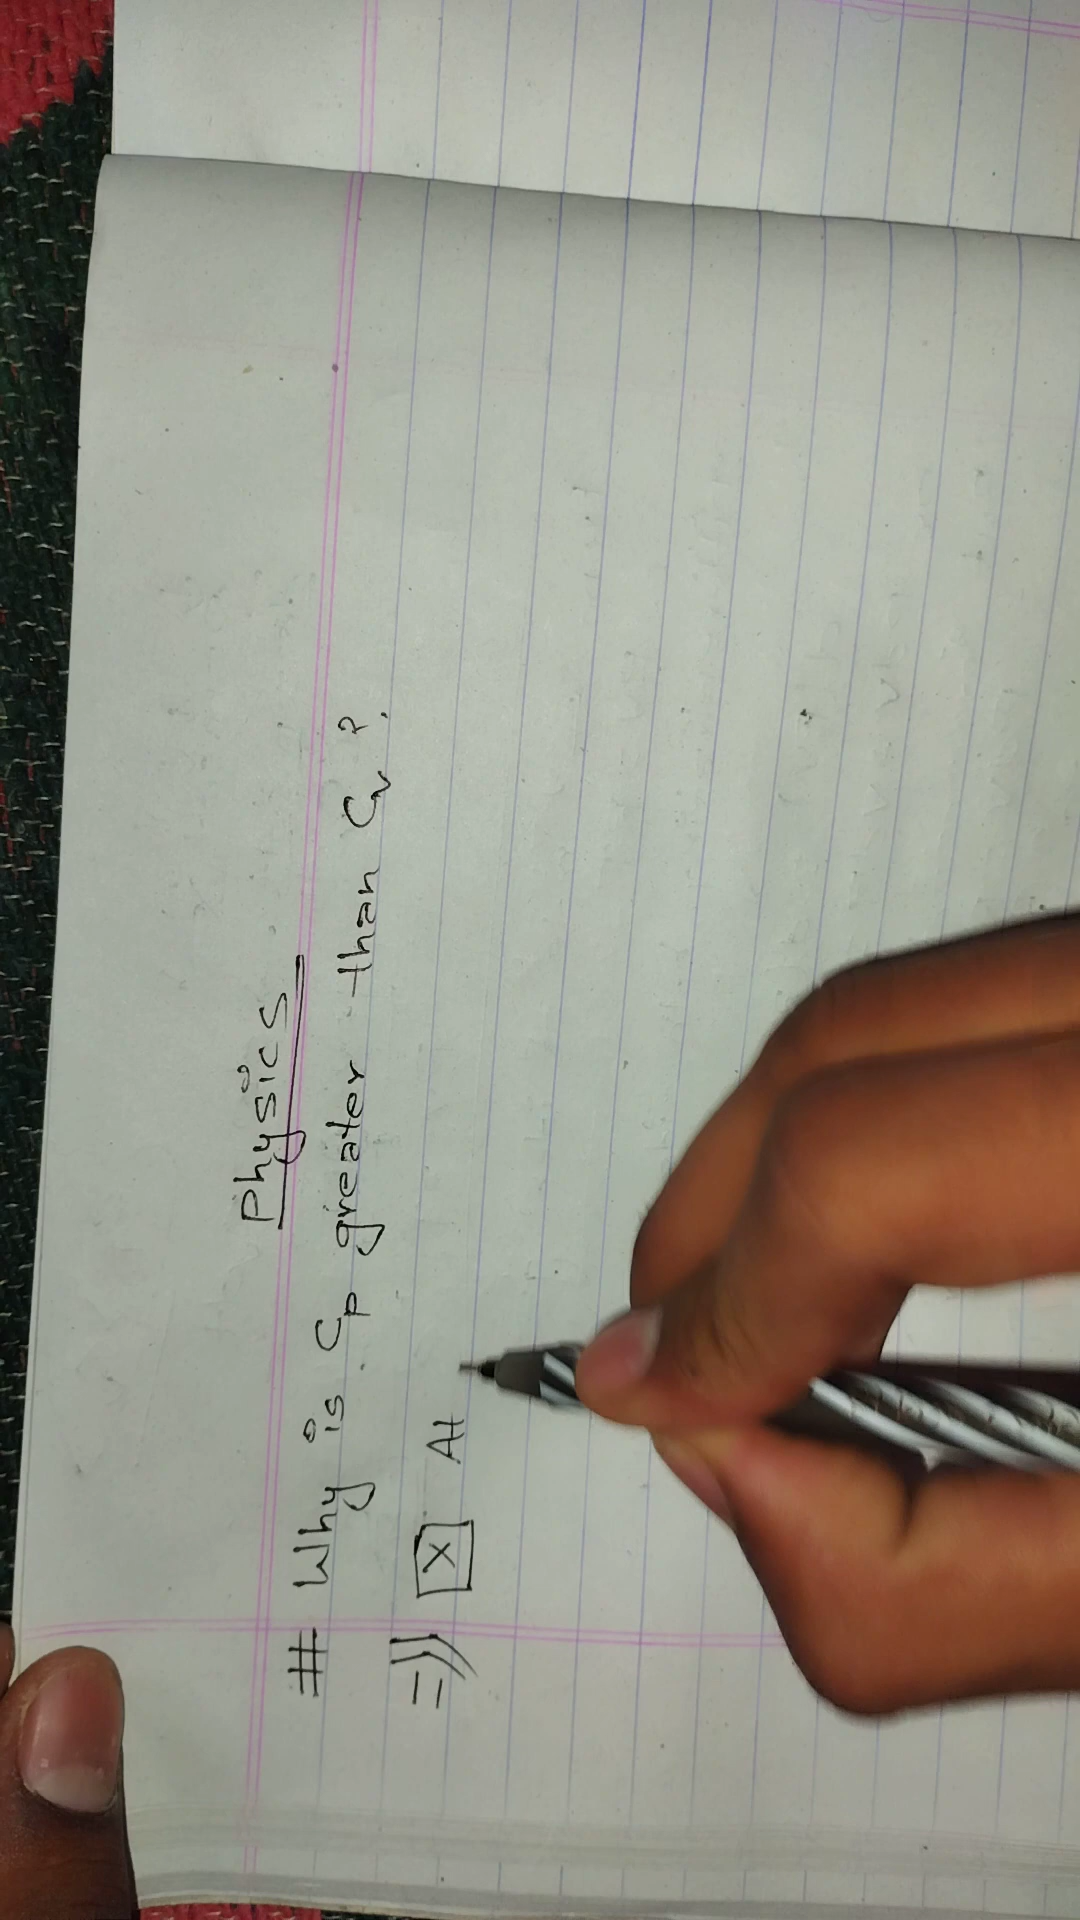 Physics
# Why is Cp greater than Cv?
=) X At